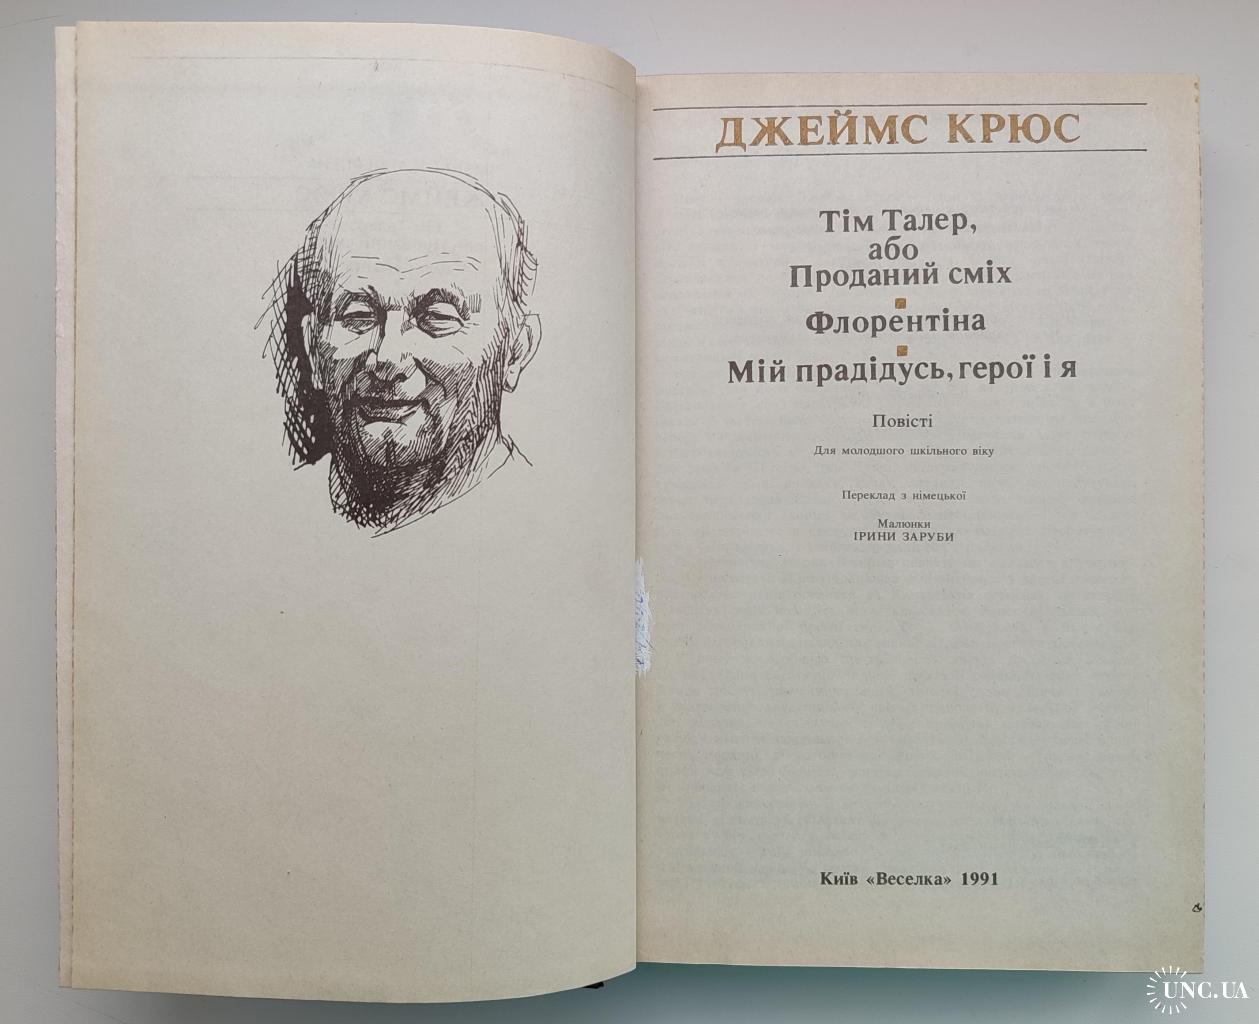 ДЖЕЙМС КРЮС
Тім Талер,
або
Проданий сміх
Флорентіна
Мій прадідусь, герої і я
Повісті
Для молодшого шкільного віку
Переклад з німецької
Малюнки
ІРИНИ ЗАРУБИ
Київ «Веселка» 1991
UNC.UA